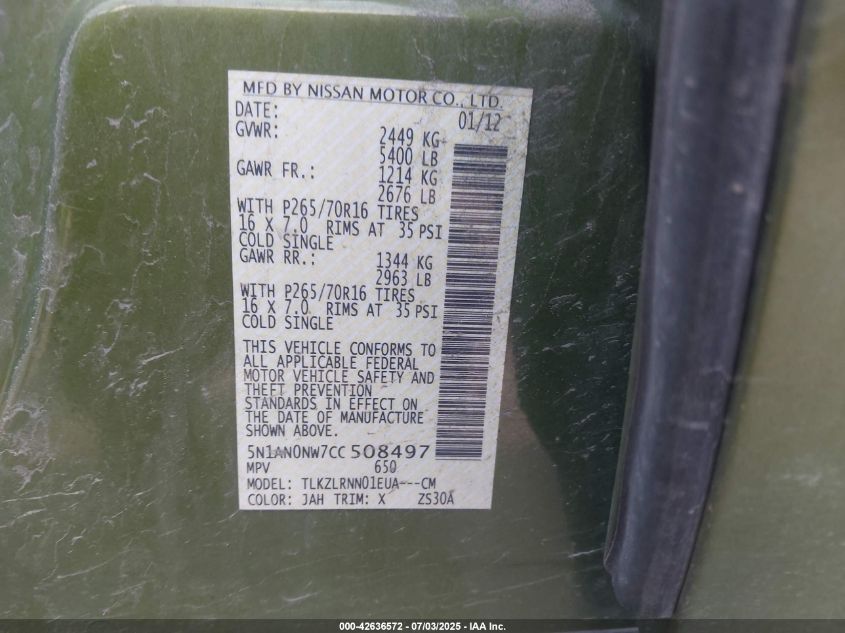 MFD BY NISSAN MOTOR CO., LTD.
DATE: 01/12
GVWR: 2449 KG
5400 LB
GAWR FR.: 1214 KG
2676 LB
WITH P265/70R16 TIRES
16 X 7.0 RIMS AT 35 PSI
COLD SINGLE
GAWR RR.: 1344 KG
2963 LB
WITH P265/70R16 TIRES
16 X 7.0 RIMS AT 35 PSI
COLD SINGLE
THIS VEHICLE CONFORMS TO
ALL APPLICABLE FEDERAL
MOTOR VEHICLE SAFETY AND
THEFT PREVENTION
STANDARDS IN EFFECT ON
THE DATE OF MANUFACTURE
SHOWN ABOVE.
5N1AN0NW7CC 508497
MPV 650
MODEL: TLKZLRNN01EUA---CM
COLOR: JAH TRIM: X ZS30A
000-42636572 - 07/03/2025 - IAA Inc.